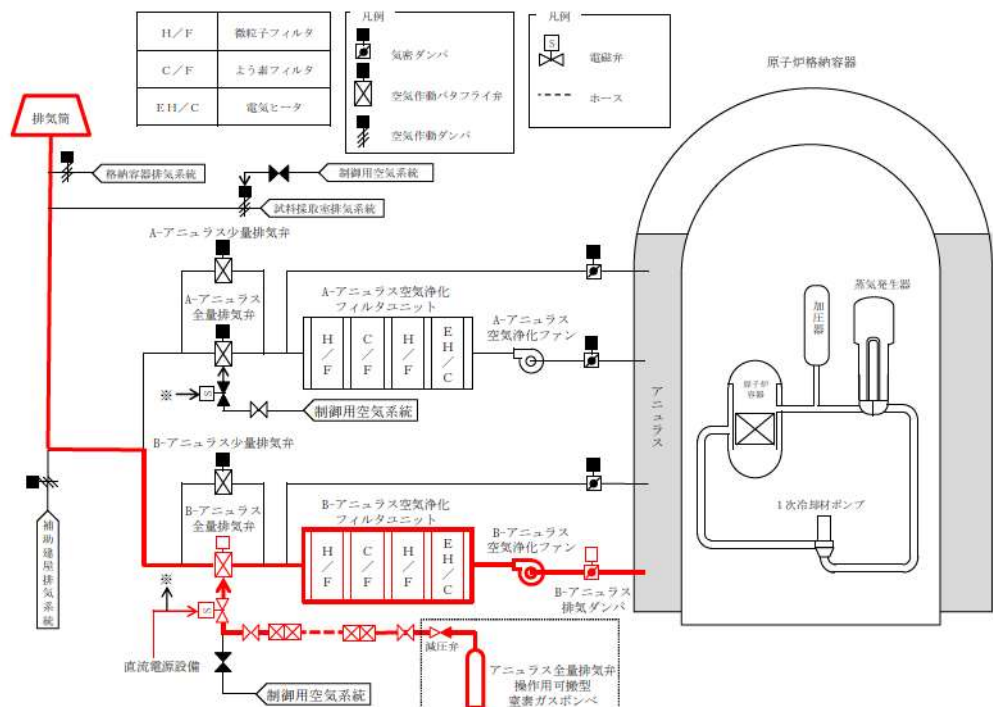 H/F 微粒子フィルタ
C/F よう素フィルタ
EH/C 電気ヒータ
凡例
気密ダンパ
空気作動バタフライ弁
空気作動ダンパ
凡例
S 電磁弁
ホース
原子炉格納容器
排気筒
格納容器排気系統
制御用空気系統
試料採取室排気系統
A-アニュラス少量排気弁
A-アニュラス
全量排気弁
A-アニュラス空気浄化
フィルタユニット
H/F
C/F
H/F
EH/C
A-アニュラス
空気浄化ファン
※
S
制御用空気系統
アニュラス
加圧器
蒸気発生器
原子炉
容器
1次冷却材ポンプ
B-アニュラス少量排気弁
B-アニュラス
全量排気弁
B-アニュラス空気浄化
フィルタユニット
H/F
C/F
H/F
EH/C
B-アニュラス
空気浄化ファン
B-アニュラス
排気ダンパ
補助建屋排気系統
※
S
直流電源設備
制御用空気系統
減圧弁
アニュラス全量排気弁
操作用可搬型
窒素ガスボンベ